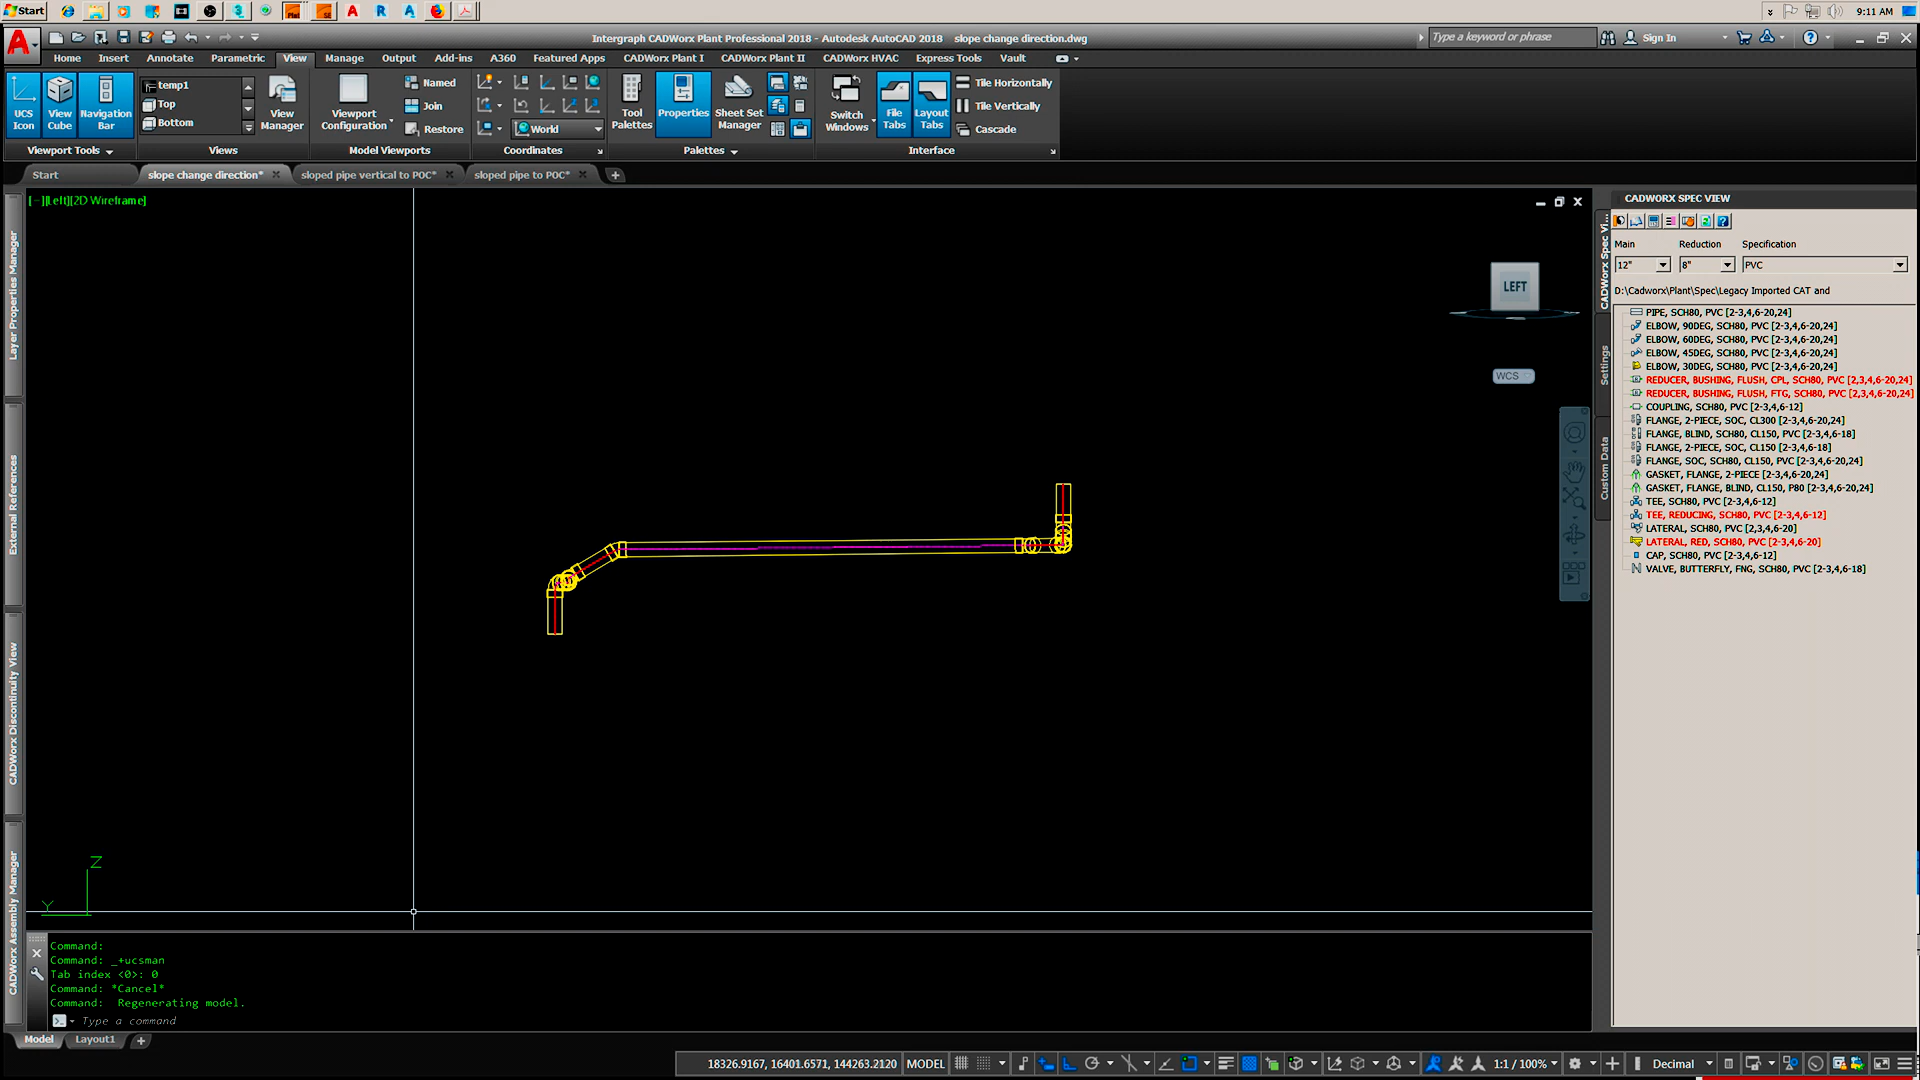 Start
9:11 AM
Intergraph CADWorx Plant Professional 2018 - Autodesk AutoCAD 2018 slope change direction.dwg
Type a keyword or phrase
Sign In
Home Insert Annotate Parametric View Manage Output Add-ins A360 Featured Apps CADWorx Plant I CADWorx Plant II CADWorx HVAC Express Tools Vault
UCS Icon
View Cube
Navigation Bar
temp1
Top
Bottom
View Manager
Viewport Configuration
Named
Join
Restore
World
Tool Palettes
Properties
Sheet Set Manager
Switch Windows
File Tabs
Layout Tabs
Tile Horizontally
Tile Vertically
Cascade
Viewport Tools
Views
Model Viewports
Coordinates
Palettes
Interface
Start
slope change direction*
sloped pipe vertical to POC*
sloped pipe to POC*
[−][Left][2D Wireframe]
Layer Properties Manager
External References
CADWorx Discontinuity View
CADWorx Assembly Manager
LEFT
WCS
Z
Y
CADWorx Spec Vi...
Settings
Custom Data
CADWORX SPEC VIEW
Main Reduction Specification
12" 8" PVC
D:\Cadworx\Plant\Spec\Legacy Imported CAT and
PIPE, SCH80, PVC [2-3,4,6-20,24]
ELBOW, 90DEG, SCH80, PVC [2-3,4,6-20,24]
ELBOW, 60DEG, SCH80, PVC [2-3,4,6-20,24]
ELBOW, 45DEG, SCH80, PVC [2-3,4,6-20,24]
ELBOW, 30DEG, SCH80, PVC [2-3,4,6-20,24]
REDUCER, BUSHING, FLUSH, CPL, SCH80, PVC [2,3,4,6-20,24]
REDUCER, BUSHING, FLUSH, FTG, SCH80, PVC [2,3,4,6-20,24]
COUPLING, SCH80, PVC [2-3,4,6-12]
FLANGE, 2-PIECE, SOC, CL300 [2-3,4,6-20,24]
FLANGE, BLIND, SCH80, CL150, PVC [2-3,4,6-18]
FLANGE, 2-PIECE, SOC, CL150 [2-3,4,6-18]
FLANGE, SOC, SCH80, CL150, PVC [2-3,4,6-20,24]
GASKET, FLANGE, 2-PIECE [2-3,4,6-20,24]
GASKET, FLANGE, BLIND, CL150, P80 [2-3,4,6-20,24]
TEE, SCH80, PVC [2-3,4,6-12]
TEE, REDUCING, SCH80, PVC [2-3,4,6-12]
LATERAL, SCH80, PVC [2,3,4,6-20]
LATERAL, RED, SCH80, PVC [2-3,4,6-20]
CAP, SCH80, PVC [2-3,4,6-12]
VALVE, BUTTERFLY, FNG, SCH80, PVC [2-3,4,6-18]
Command:
Command: _+ucsman
Tab index <0>: 0
Command: *Cancel*
Command:  Regenerating model.
Type a command
Model Layout1
18326.9167, 16401.6571, 144263.2120 MODEL
1:1 / 100%
Decimal